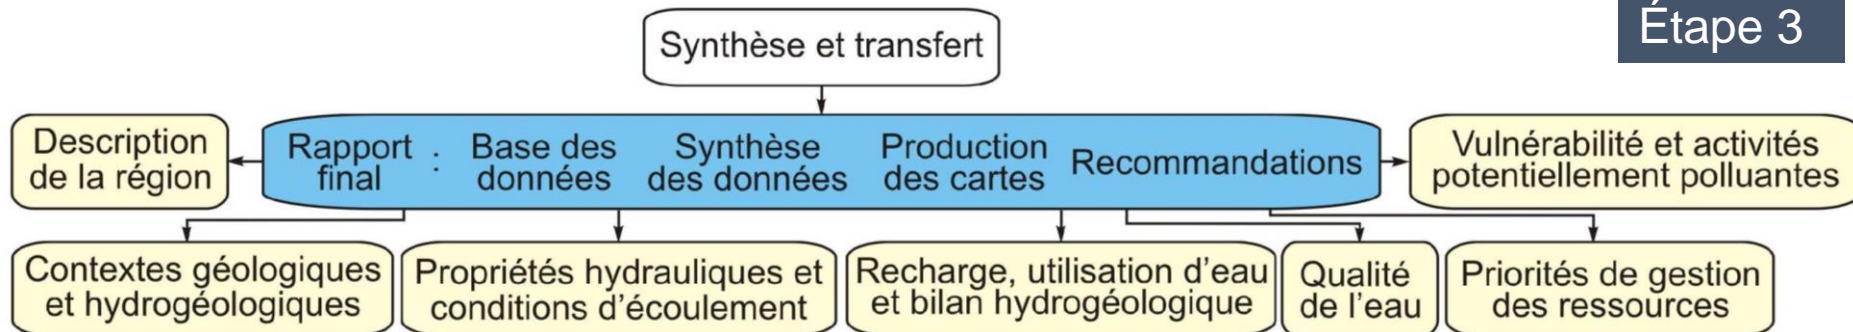 Étape 3
Synthèse et transfert
Description
de la région
Rapport
final
:
Base des
données
Synthèse
des données
Production
des cartes
Recommandations
Vulnérabilité et activités
potentiellement polluantes
Contextes géologiques
et hydrogéologiques
Propriétés hydrauliques et
conditions d'écoulement
Recharge, utilisation d'eau
et bilan hydrogéologique
Qualité
de l'eau
Priorités de gestion
des ressources